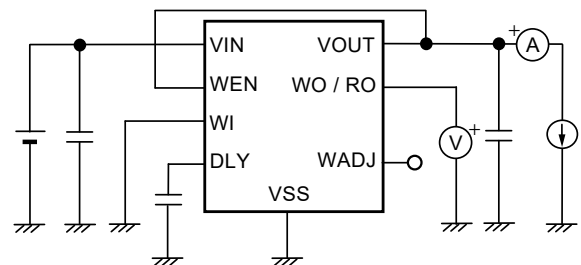 VIN
VOUT
+
A
WEN
WO / RO
WI
V
+
DLY
WADJ
VSS